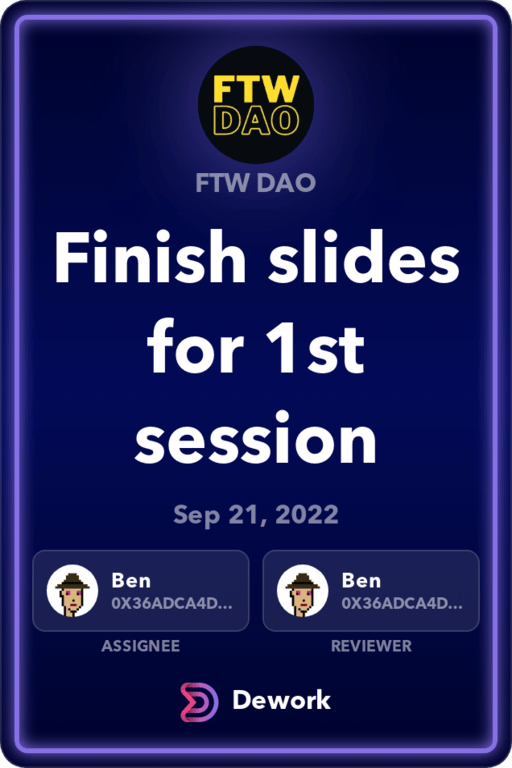 FTW
DAO
FTW DAO
Finish slides
for 1st
session
Sep 21, 2022
Ben
0X36ADCA4D...
ASSIGNEE
Ben
0X36ADCA4D...
REVIEWER
Dework